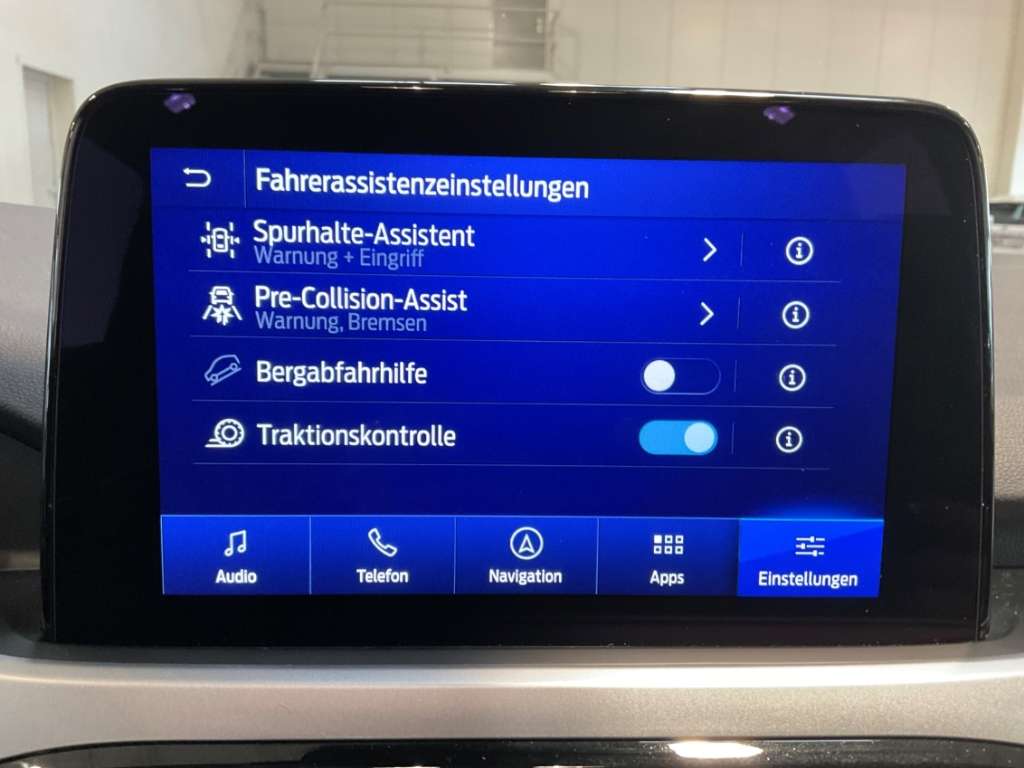 Fahrerassistenzeinstellungen
Spurhalte-Assistent
Warnung + Eingriff
Pre-Collision-Assist
Warnung, Bremsen
Bergabfahrhilfe
Traktionskontrolle
Audio
Telefon
Navigation
Apps
Einstellungen